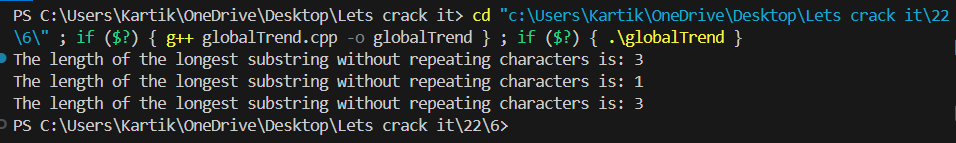 PS C:\Users\Kartik\OneDrive\Desktop\Lets crack it> cd "c:\Users\Kartik\OneDrive\Desktop\Lets crack it\22
\6\" ; if ($?) { g++ globalTrend.cpp -o globalTrend } ; if ($?) { .\globalTrend }
The length of the longest substring without repeating characters is: 3
The length of the longest substring without repeating characters is: 1
The length of the longest substring without repeating characters is: 3
PS C:\Users\Kartik\OneDrive\Desktop\Lets crack it\22\6>